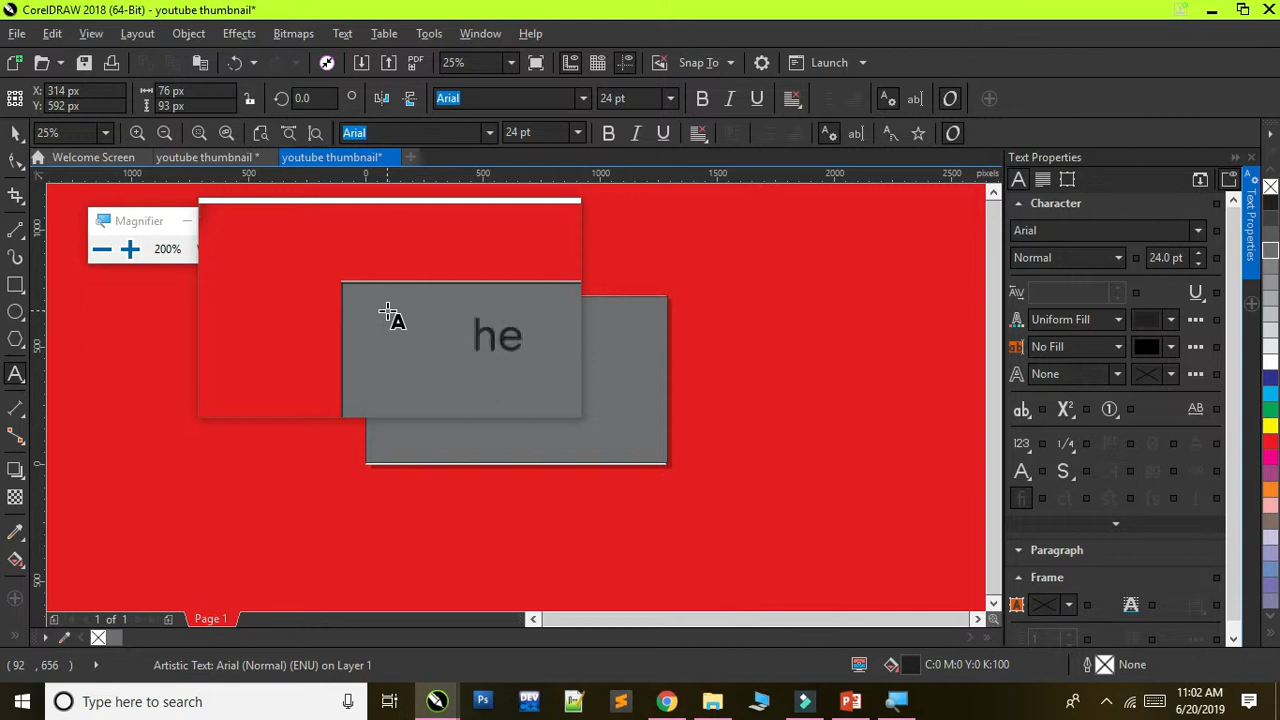 CorelDRAW 2018 (64-Bit) - youtube thumbnail*
File Edit View Layout Object Effects Bitmaps Text Table Tools Window Help
PDF 25% Snap To Launch
X: 314 px 76 px 0.0 Arial 24 pt B I U ab O
Y: 592 px 93 px
25% Arial 24 pt B I U ab O
Welcome Screen youtube thumbnail * youtube thumbnail*
1000 500 0 500 1000 1500 2000 2500 pixels
Magnifier
200%
he
Text Properties
Character
Arial
Normal 24.0 pt
Uniform Fill
No Fill
None
Paragraph
Frame
Text Properties
1 of 1 Page 1
(92 , 656 ) Artistic Text: Arial (Normal) (ENU) on Layer 1 C:0 M:0 Y:0 K:100 None
Type here to search
11:02 AM
6/20/2019